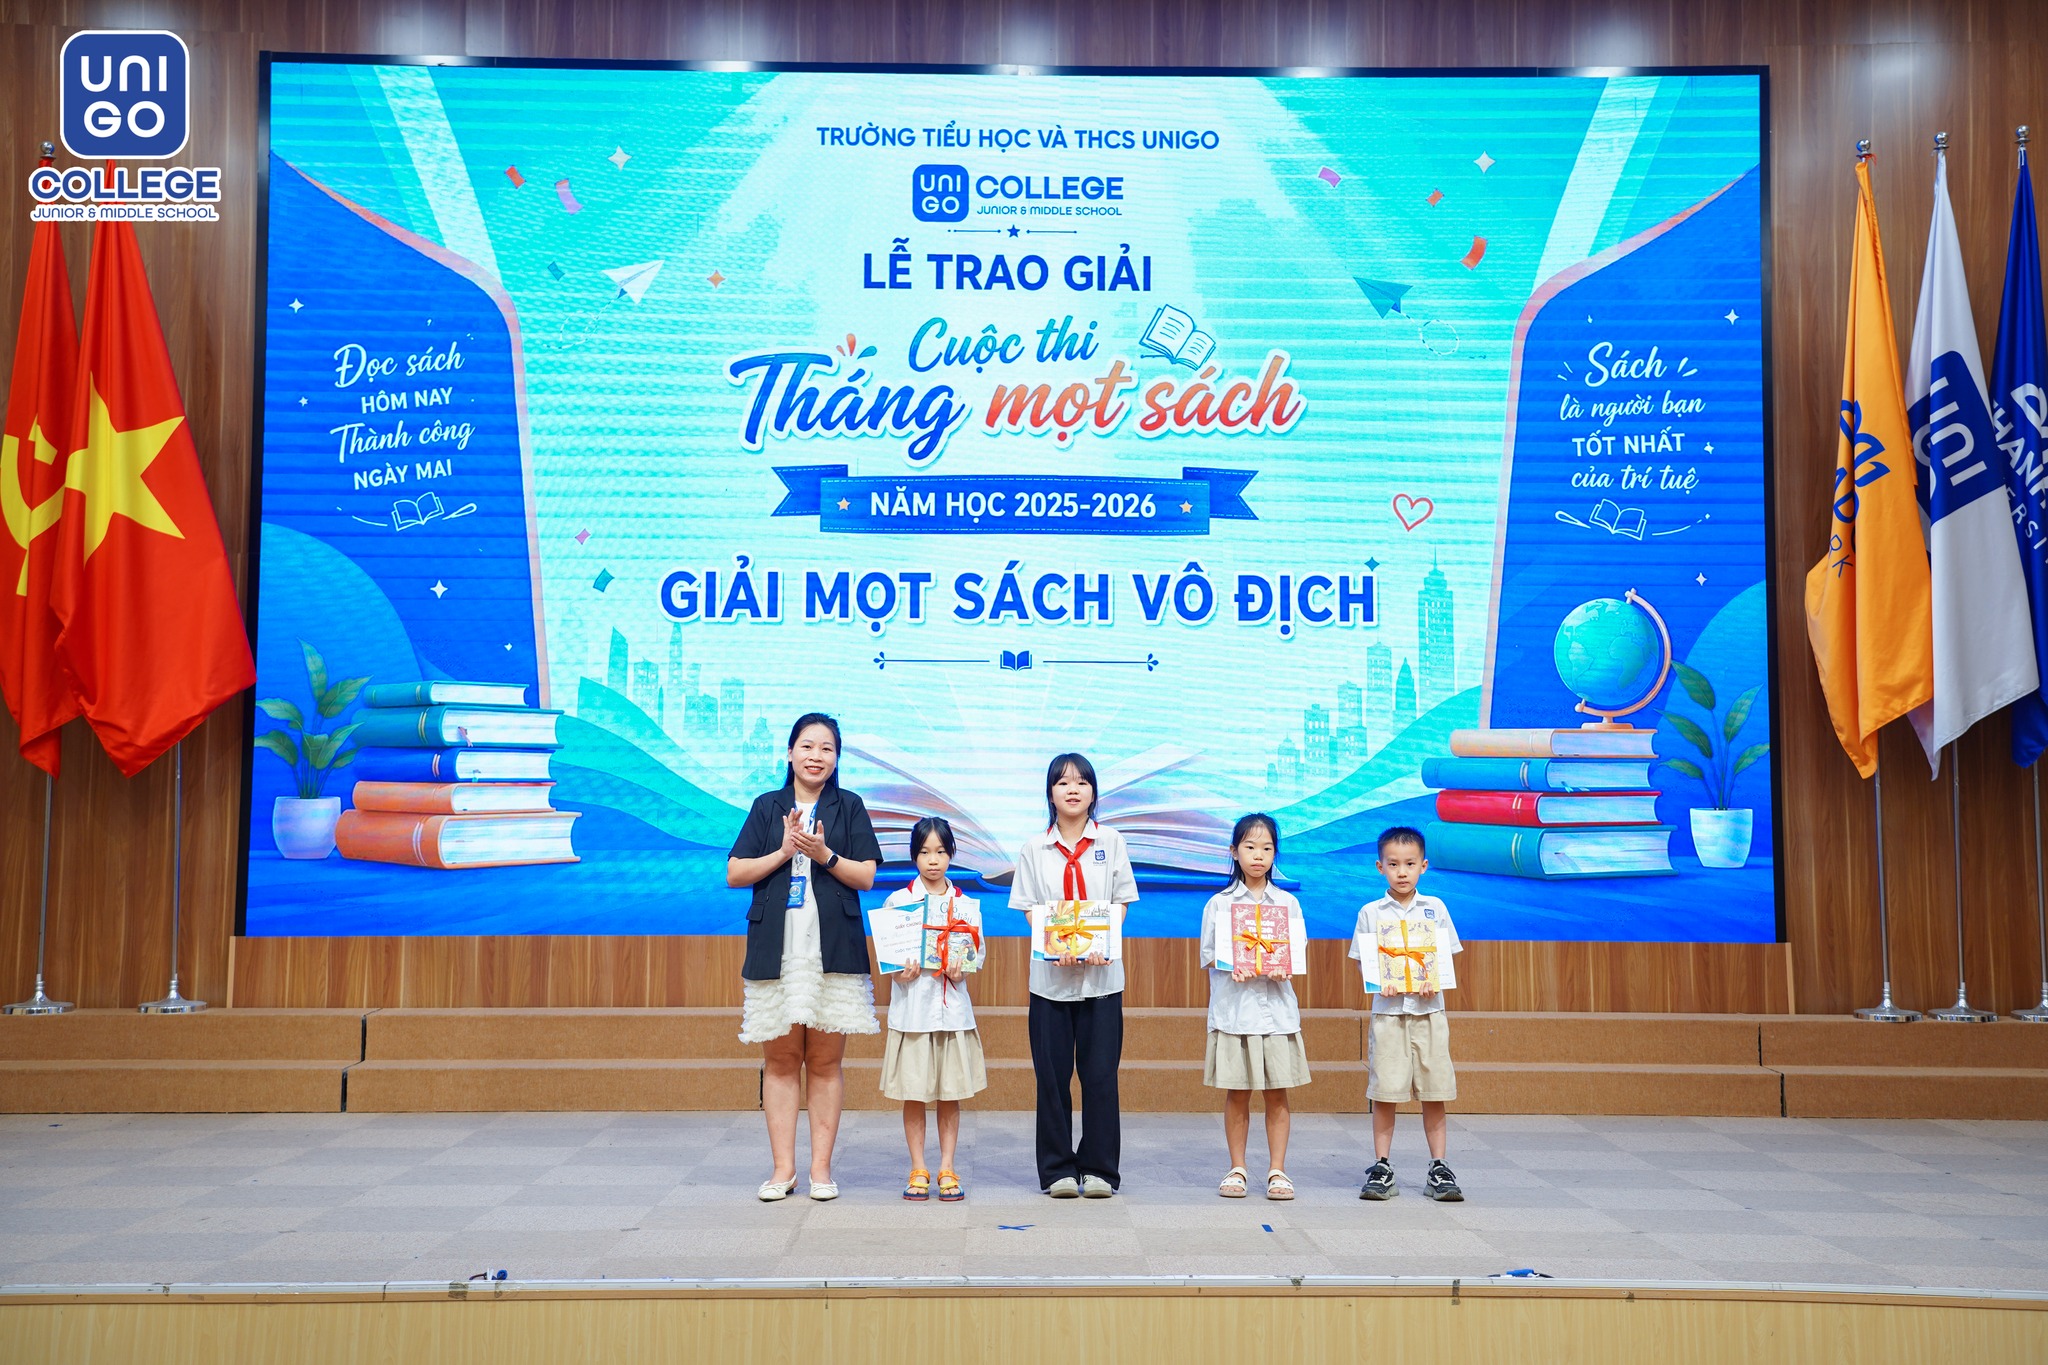 UNI
GO
COLLEGE
JUNIOR & MIDDLE SCHOOL
TRƯỜNG TIỂU HỌC VÀ THCS UNIGO
UNI
GO
COLLEGE
JUNIOR & MIDDLE SCHOOL
LỄ TRAO GIẢI
Cuộc thi
Tháng mọt sách
NĂM HỌC 2025-2026
GIẢI MỌT SÁCH VÔ ĐỊCH
Đọc sách
HÔM NAY
Thành công
NGÀY MAI
Sách
là người bạn
TỐT NHẤT
của trí tuệ
UNI